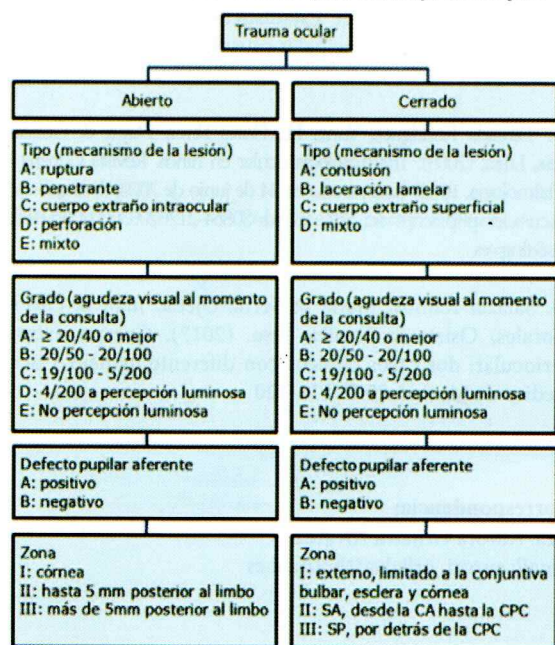 Trauma ocular
Abierto
Tipo (mecanismo de la lesión)
A: ruptura
B: penetrante
C: cuerpo extraño intraocular
D: perforación
E: mixto
Grado (agudeza visual al momento
de la consulta)
A: ≥ 20/40 o mejor
B: 20/50 - 20/100
C: 19/100 - 5/200
D: 4/200 a percepción luminosa
E: No percepción luminosa
Defecto pupilar aferente
A: positivo
B: negativo
Zona
I: córnea
II: hasta 5 mm posterior al limbo
III: más de 5mm posterior al limbo
Cerrado
Tipo (mecanismo de la lesión)
A: contusión
B: laceración lamelar
C: cuerpo extraño superficial
D: mixto
Grado (agudeza visual al momento
de la consulta)
A: ≥ 20/40 o mejor
B: 20/50 - 20/100
C: 19/100 - 5/200
D: 4/200 a percepción luminosa
E: No percepción luminosa
Defecto pupilar aferente
A: positivo
B: negativo
Zona
I: externo, limitado a la conjuntiva
bulbar, esclera y córnea
II: SA, desde la CA hasta la CPC
III: SP, por detrás de la CPC